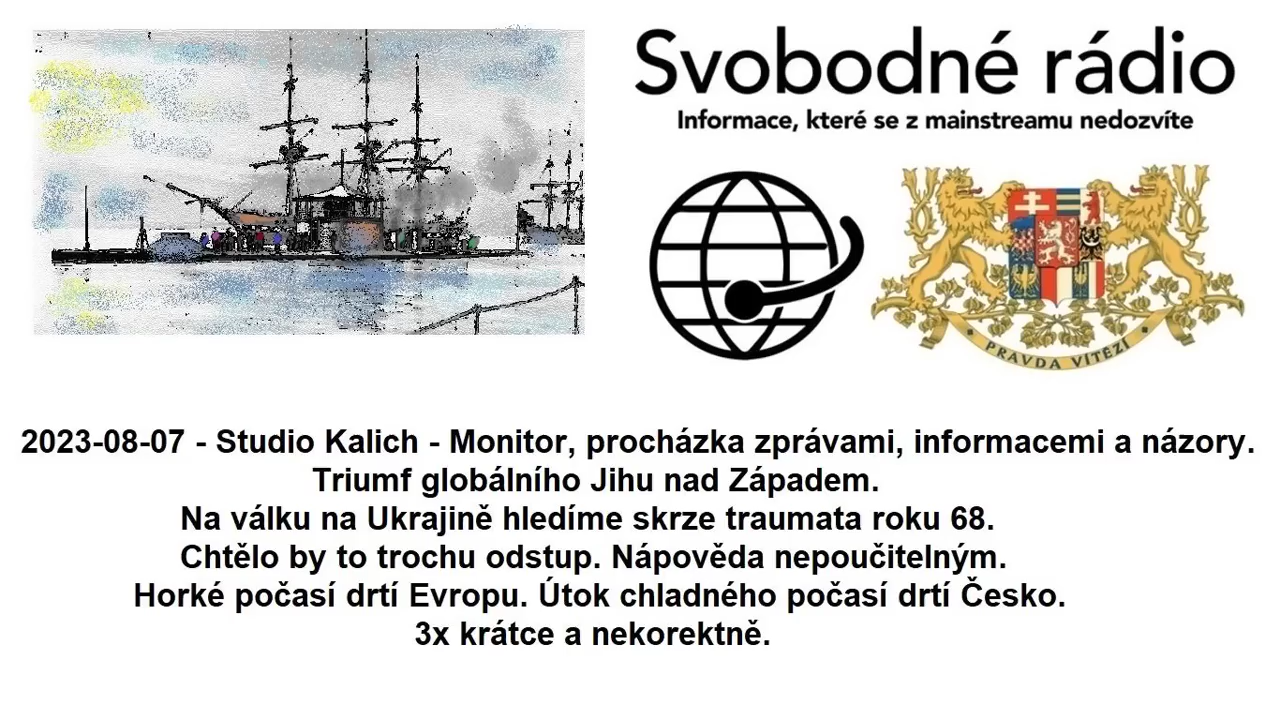 Svobodné rádio
Informace, které se z mainstreamu nedozvíte
PRAVDA VÍTĚZÍ
2023-08-07 - Studio Kalich - Monitor, procházka zprávami, informacemi a názory.
Triumf globálního Jihu nad Západem.
Na válku na Ukrajině hledíme skrze traumata roku 68.
Chtělo by to trochu odstup. Nápověda nepoučitelným.
Horké počasí drtí Evropu. Útok chladného počasí drtí Česko.
3x krátce a nekorektně.